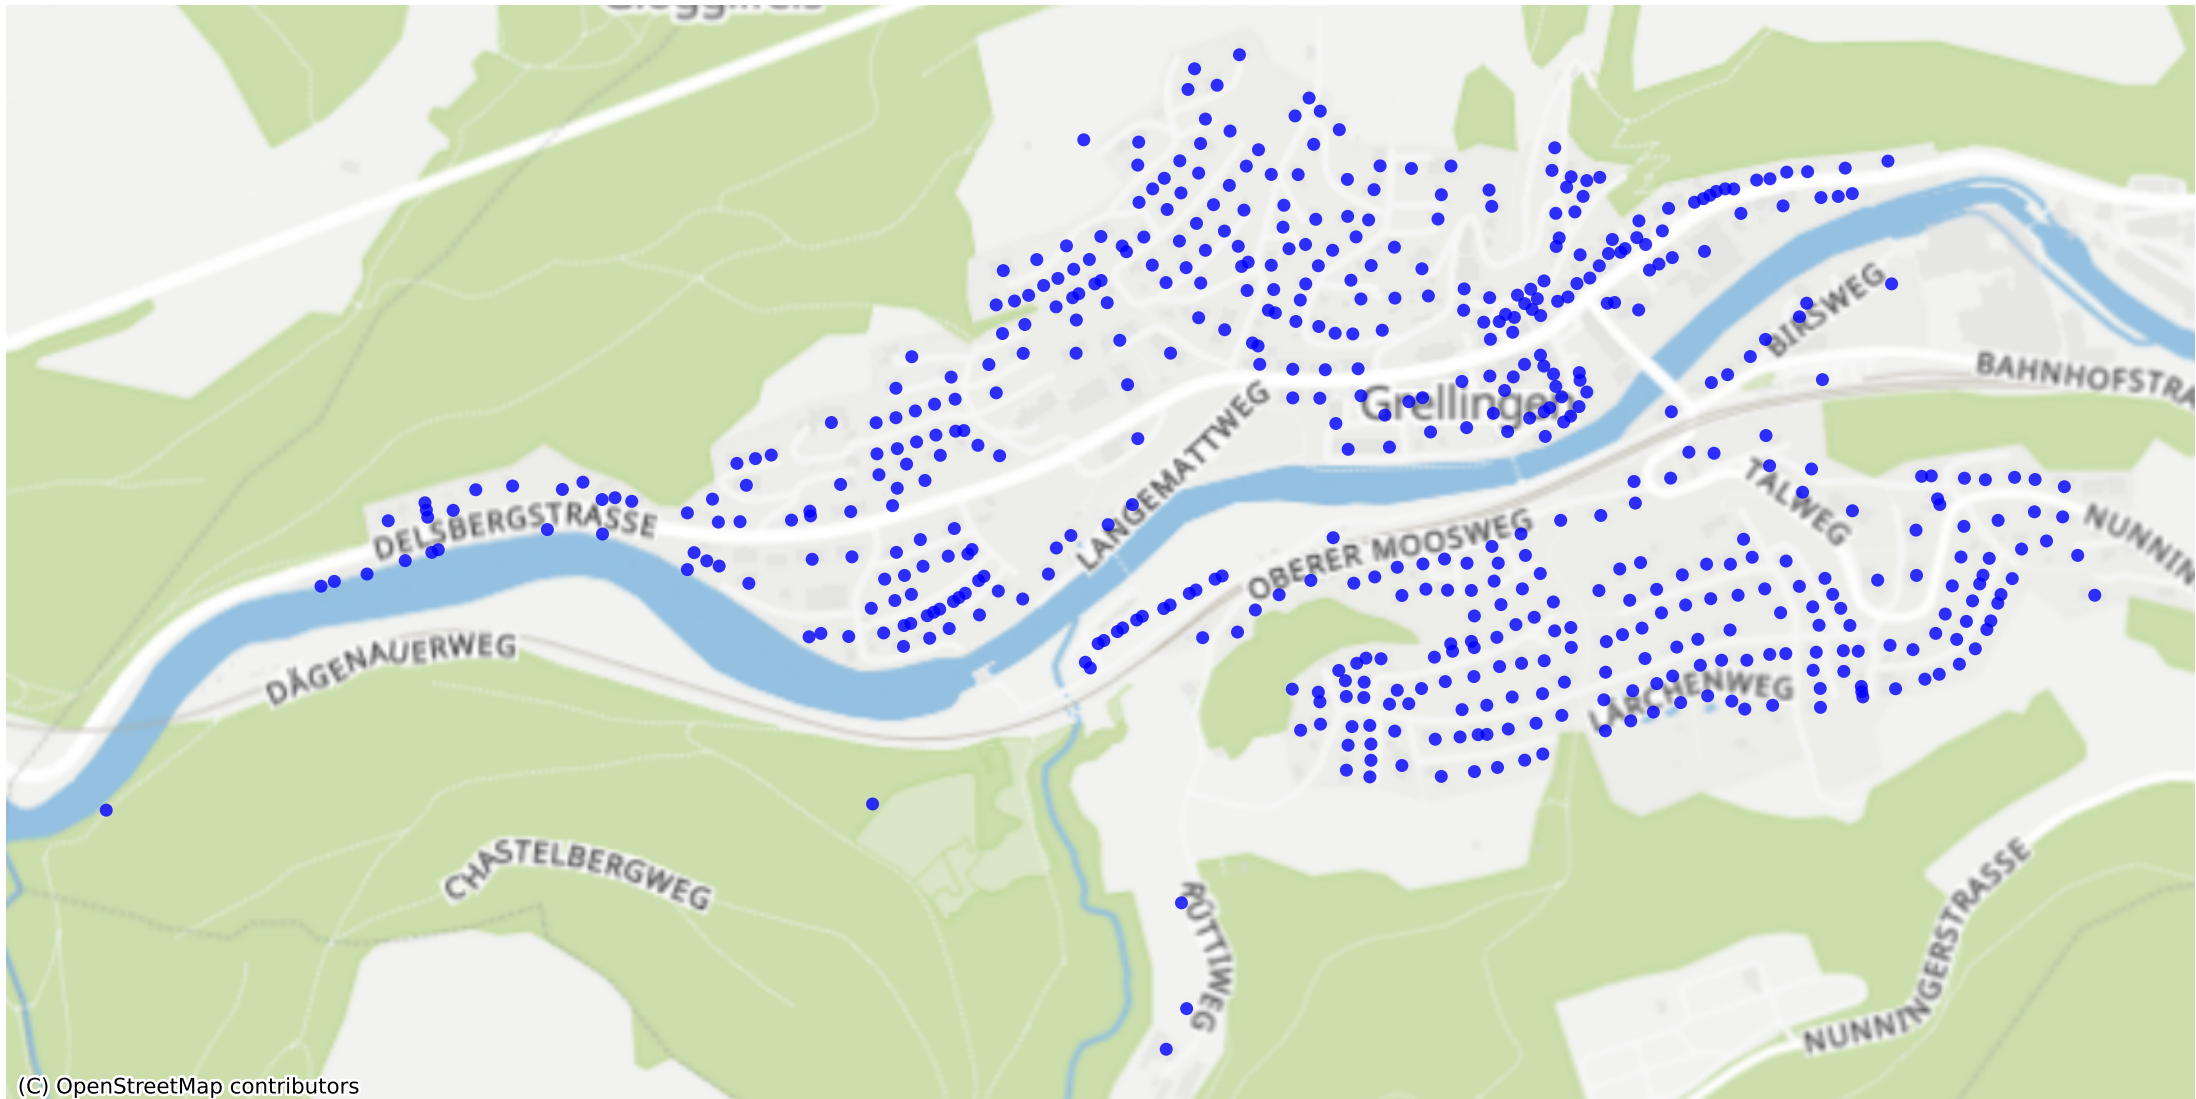 BIRSWEG
BAHNHOFSTRA
Grellingen
LANGEMATTWEG
TALWEG
DELSBERGSTRASSE
OBERER MOOSWEG
NUNNIN
DÄGENAUERWEG
LÄRCHENWEG
CHASTELBERGWEG
RÜTTIWEG
NUNNINGERSTRASSE
(C) OpenStreetMap contributors